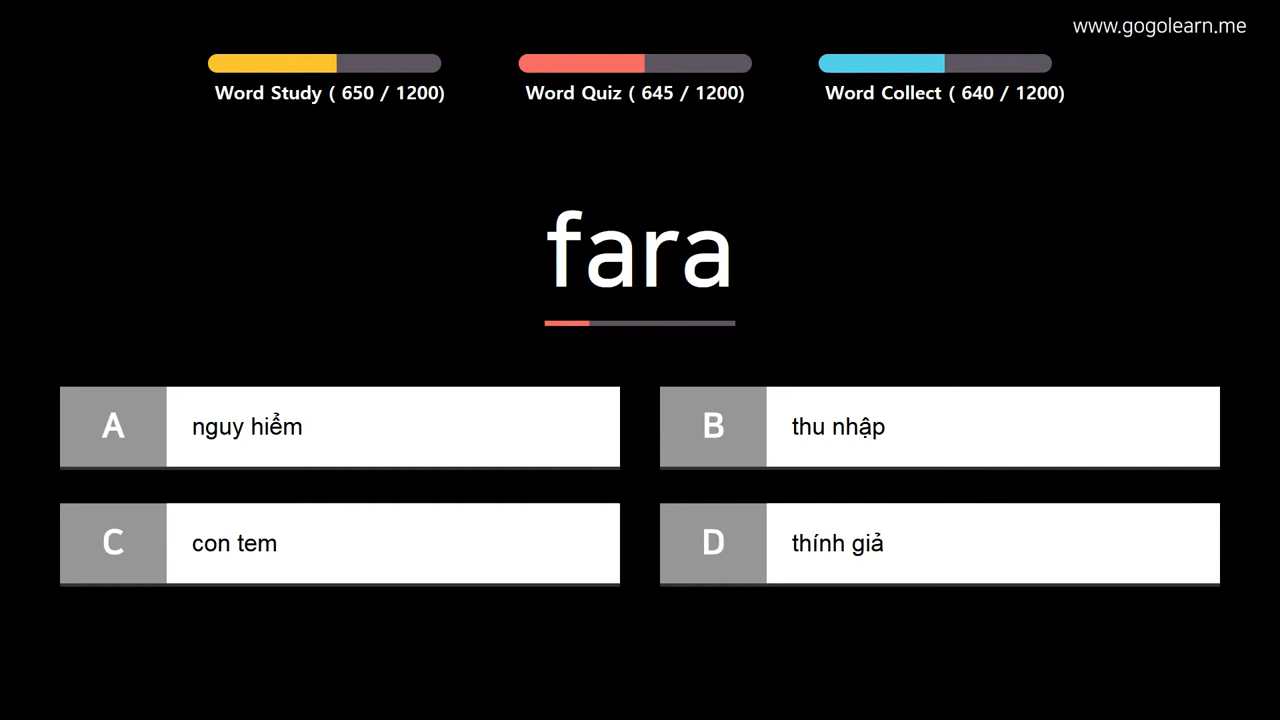 www.gogolearn.me
Word Study ( 650 / 1200)
Word Quiz ( 645 / 1200)
Word Collect ( 640 / 1200)
fara
A nguy hiểm
B thu nhập
C con tem
D thính giả